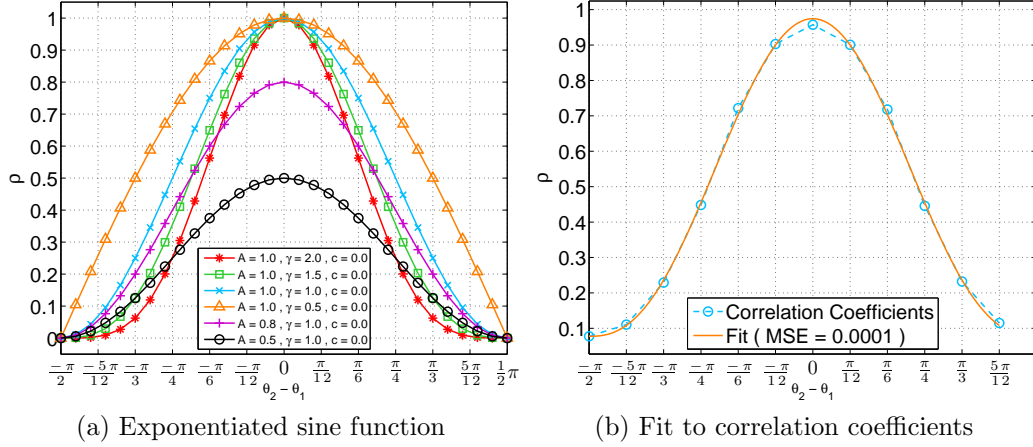 1
0.9
0.8
0.7
0.6
0.5
0.4
0.3
0.2
0.1
0
ρ
A = 1.0 , γ = 2.0 , c = 0.0
A = 1.0 , γ = 1.5 , c = 0.0
A = 1.0 , γ = 1.0 , c = 0.0
A = 1.0 , γ = 0.5 , c = 0.0
A = 0.8 , γ = 1.0 , c = 0.0
A = 0.5 , γ = 1.0 , c = 0.0
−π/2 −5π/12 −π/3 −π/4 −π/6 −π/12 0 π/12 π/6 π/4 π/3 5π/12 1/2 π
θ2 − θ1
(a) Exponentiated sine function
1
0.9
0.8
0.7
0.6
0.5
0.4
0.3
0.2
0.1
ρ
Correlation Coefficients
Fit ( MSE = 0.0001 )
−π/2 −5π/12 −π/3 −π/4 −π/6 −π/12 0 π/12 π/6 π/4 π/3 5π/12
θ2 − θ1
(b) Fit to correlation coefficients